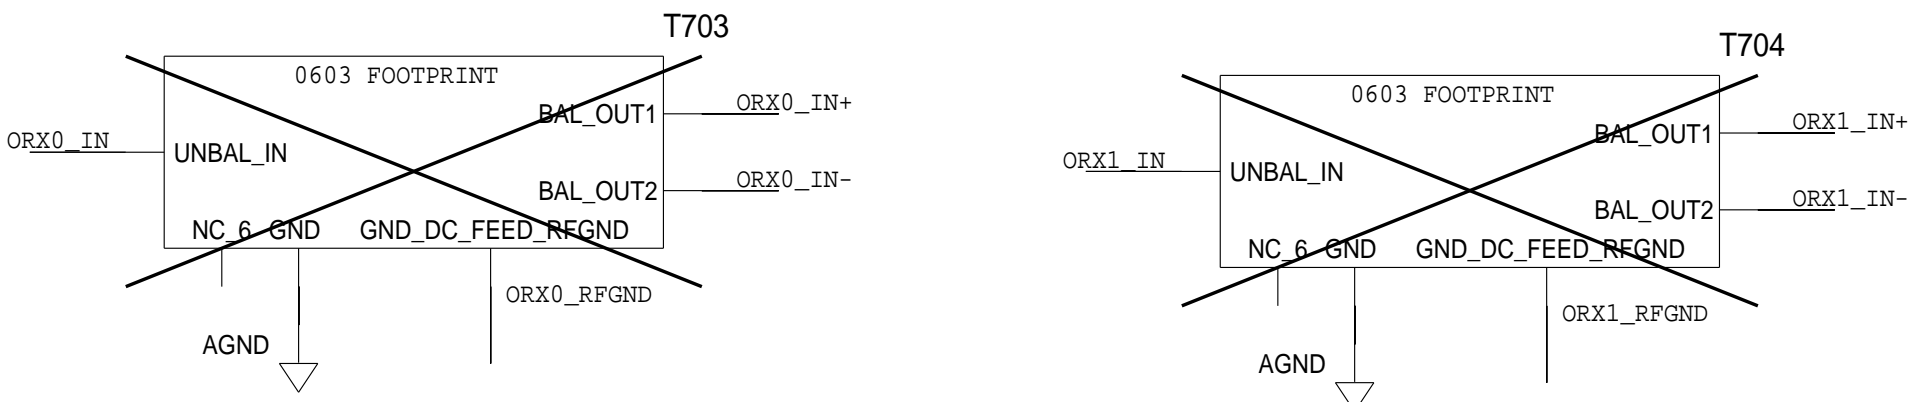 T703
0603 FOOTPRINT
ORX0_IN
UNBAL_IN
BAL_OUT1
ORX0_IN+
BAL_OUT2
ORX0_IN-
NC_6 GND GND_DC_FEED_RFGND
ORX0_RFGND
AGND
T704
0603 FOOTPRINT
ORX1_IN
UNBAL_IN
BAL_OUT1
ORX1_IN+
BAL_OUT2
ORX1_IN-
NC_6 GND GND_DC_FEED_RFGND
ORX1_RFGND
AGND